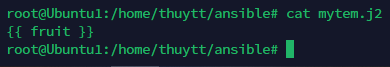 root@Ubuntu1:/home/thuytt/ansible# cat mytem.j2
{{ fruit }}
root@Ubuntu1:/home/thuytt/ansible#